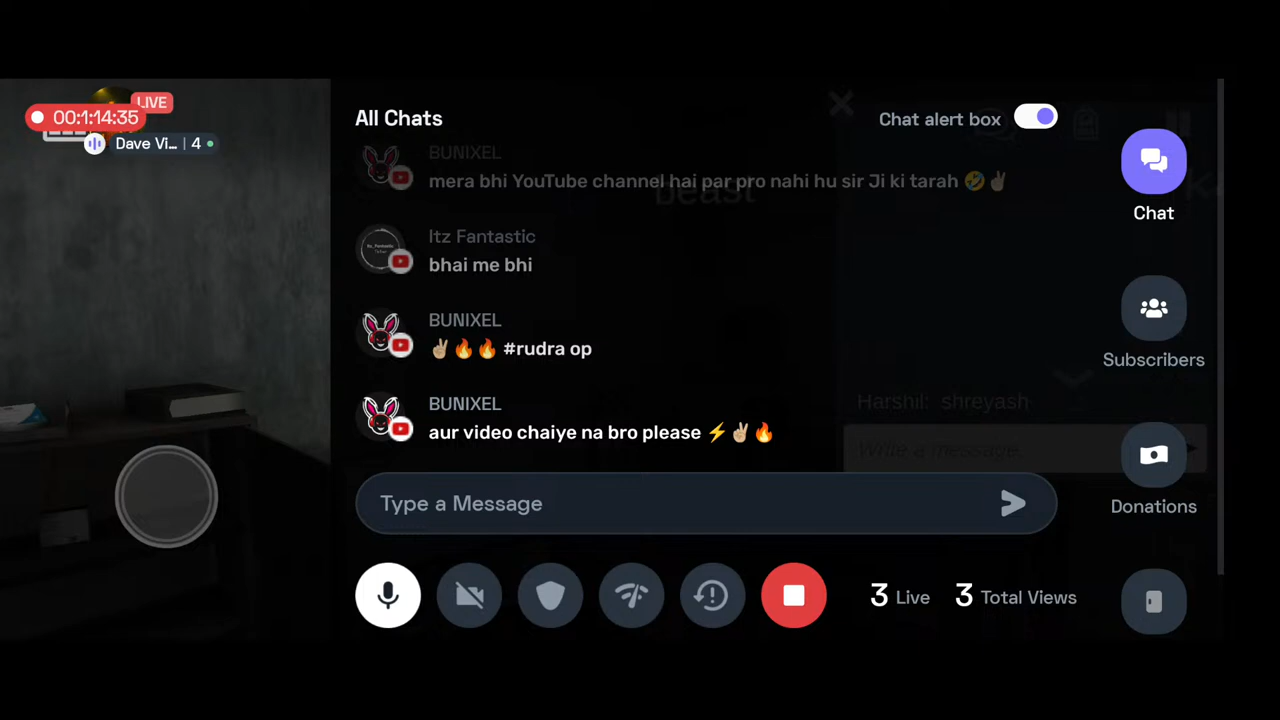 LIVE
00:1:14:35
Dave Vi... | 4
All Chats
Chat alert box
BUNIXEL
mera bhi YouTube channel hai par pro nahi hu sir Ji ki tarah 🤣✌🏼
beast
Chat
Itz Fantastic
bhai me bhi
BUNIXEL
✌🏼🔥🔥 #rudra op
Subscribers
BUNIXEL
aur video chaiye na bro please ⚡✌🏼🔥
Harshil: shreyash
Write a message.
Type a Message
Donations
3 Live 3 Total Views